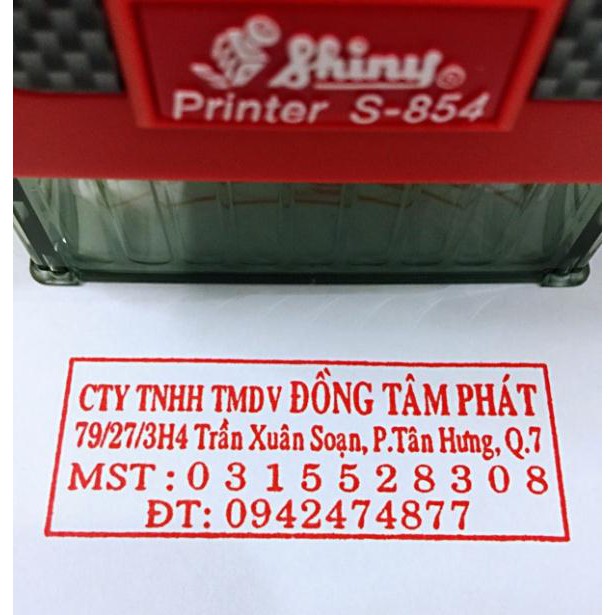 Shiny
Printer S-854
CTY TNHH TMDV ĐỒNG TÂM PHÁT
79/27/3H4 Trần Xuân Soạn, P.Tân Hưng, Q.7
MST : 0 3 1 5 5 2 8 3 0 8
ĐT: 0942474877